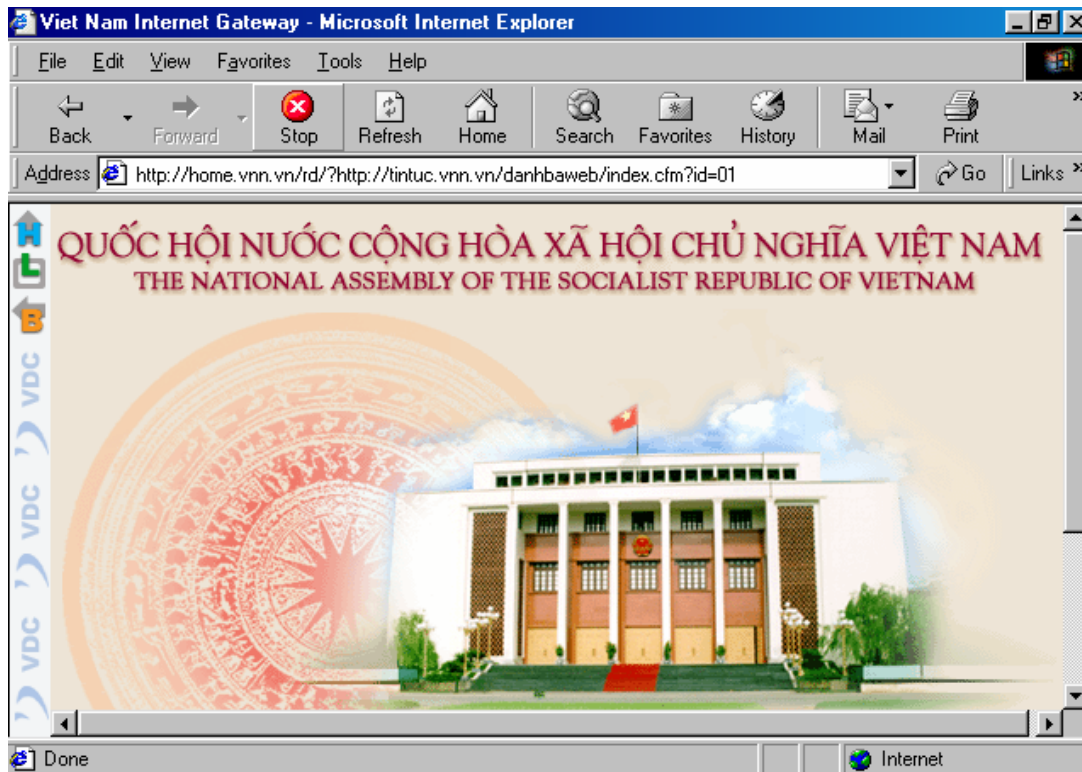 Viet Nam Internet Gateway - Microsoft Internet Explorer
File Edit View Favorites Tools Help
Back Forward Stop Refresh Home Search Favorites History Mail Print
Address http://home.vnn.vn/rd/?http://tintuc.vnn.vn/danhbaweb/index.cfm?id=01 Go Links
H
L
B
QUỐC HỘI NƯỚC CỘNG HÒA XÃ HỘI CHỦ NGHĨA VIỆT NAM
THE NATIONAL ASSEMBLY OF THE SOCIALIST REPUBLIC OF VIETNAM
VDC
VDC
VDC
Done Internet